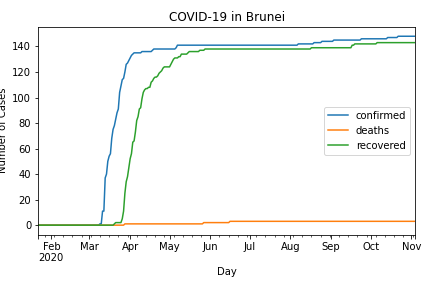 COVID-19 in Brunei
Number of Cases
140
120
100
80
60
40
20
0
confirmed
deaths
recovered
Feb Mar Apr May Jun Jul Aug Sep Oct Nov
2020
Day